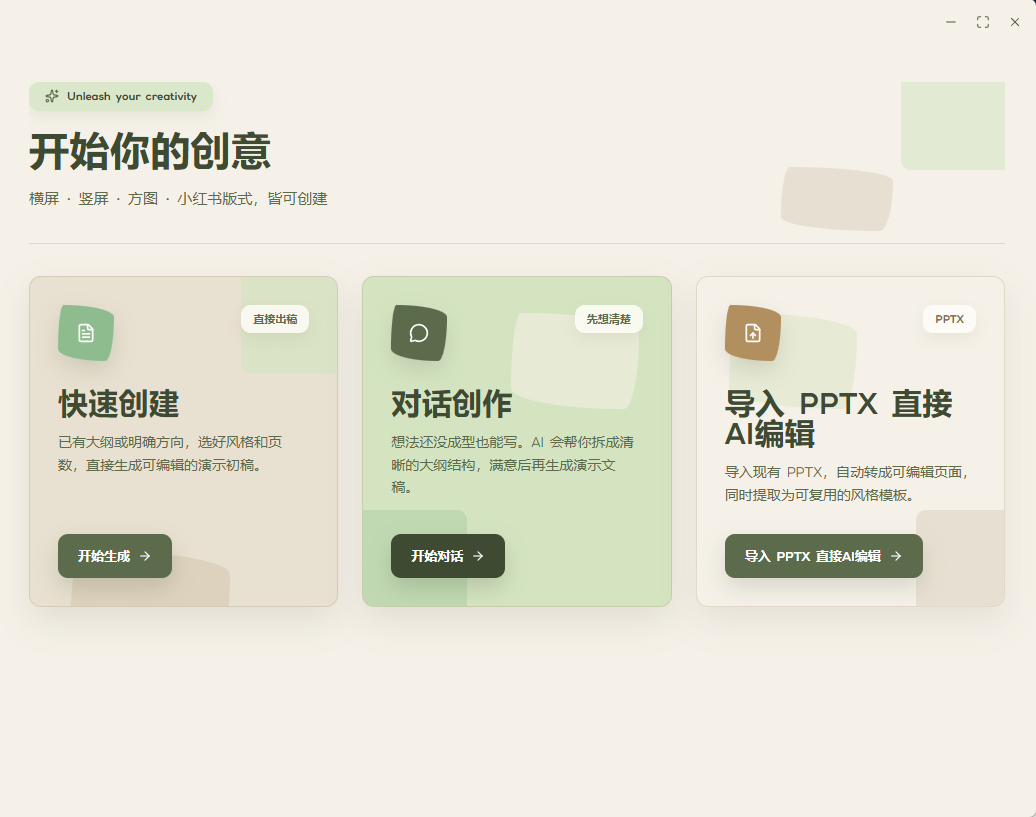 Unleash your creativity
开始你的创意
横屏 · 竖屏 · 方图 · 小红书版式，皆可创建
直接出稿
快速创建
已有大纲或明确方向，选好风格和页
数，直接生成可编辑的演示初稿。
开始生成 →
先想清楚
对话创作
想法还没成型也能写。AI 会帮你拆成清
晰的大纲结构，满意后再生成演示文
稿。
开始对话 →
PPTX
导入 PPTX 直接
AI编辑
导入现有 PPTX，自动转成可编辑页面，
同时提取为可复用的风格模板。
导入 PPTX 直接AI编辑 →